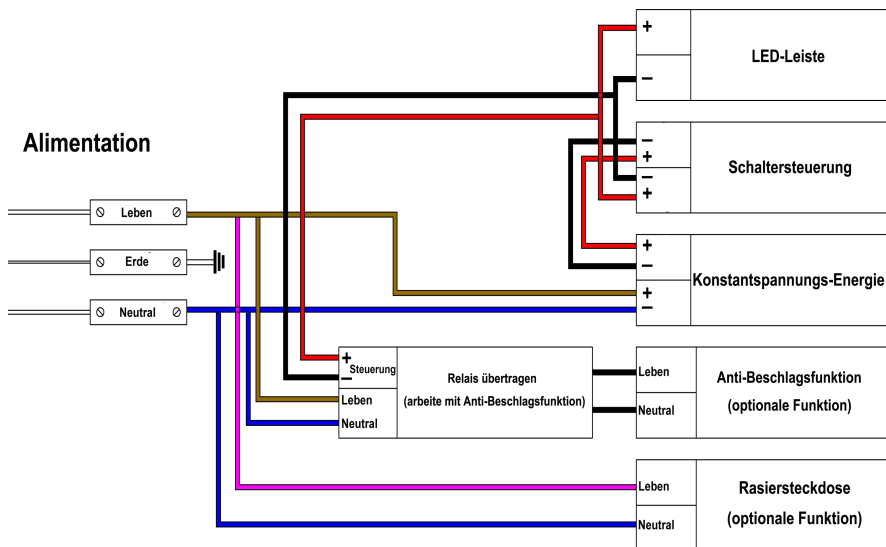 Alimentation
Leben
Erde
Neutral
+
−
LED-Leiste
−
+
−
+
Schaltersteuerung
+
−
+
−
Konstantspannungs-Energie
+
−
Steuerung
Leben
Neutral
Relais übertragen
(arbeite mit Anti-Beschlagsfunktion)
Leben
Neutral
Anti-Beschlagsfunktion
(optionale Funktion)
Leben
Neutral
Rasiersteckdose
(optionale Funktion)